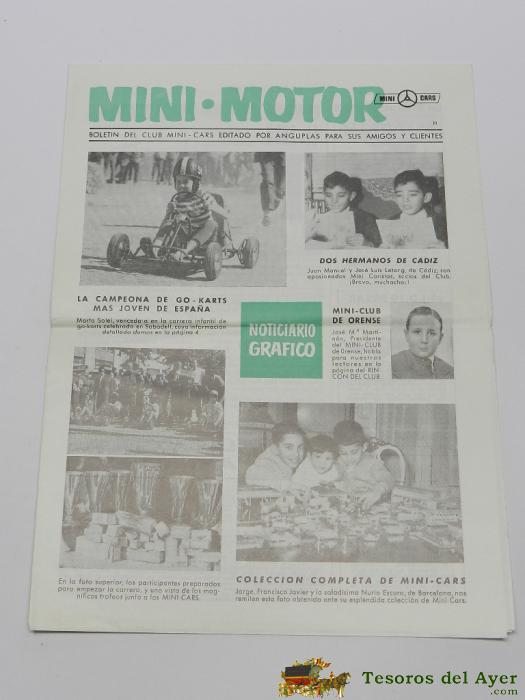 MINI·MOTOR
MINI CARS
BOLETIN DEL CLUB MINI-CARS EDITADO POR ANGUPLAS PARA SUS AMIGOS Y CLIENTES
DOS HERMANOS DE CADIZ
Juan Manuel y José Luis Letorg, de Cádiz; son
apasionados Mini Caristas, socios del Club.
¡Bravo, muchachos!
LA CAMPEONA DE GO-KARTS
MAS JOVEN DE ESPAÑA
Marta Solei, vencedora en la carrera infantil de
go-karts celebrada en Sabadell, cuya información
detallada damos en la página 4.
NOTICIARIO
GRAFICO
MINI-CLUB
DE ORENSE
José M.ª Marti-
nón, Presidente
del MINI-CLUB
de Orense; habla
para nuestros
lectores en la
página del RIN-
CON DEL CLUB.
En la foto superior, los participantes preparados
para empezar la carrera, y una vista de los mag-
níficos trofeos junto a los MINI-CARS.
COLECCION COMPLETA DE MINI-CARS
Jorge, Francisco Javier y la saladísima Nuria Escura, de Barcelona, nos
remiten esta foto obtenida ante su espléndida colección de Mini-Cars.
Tesoros del Ayer
.com